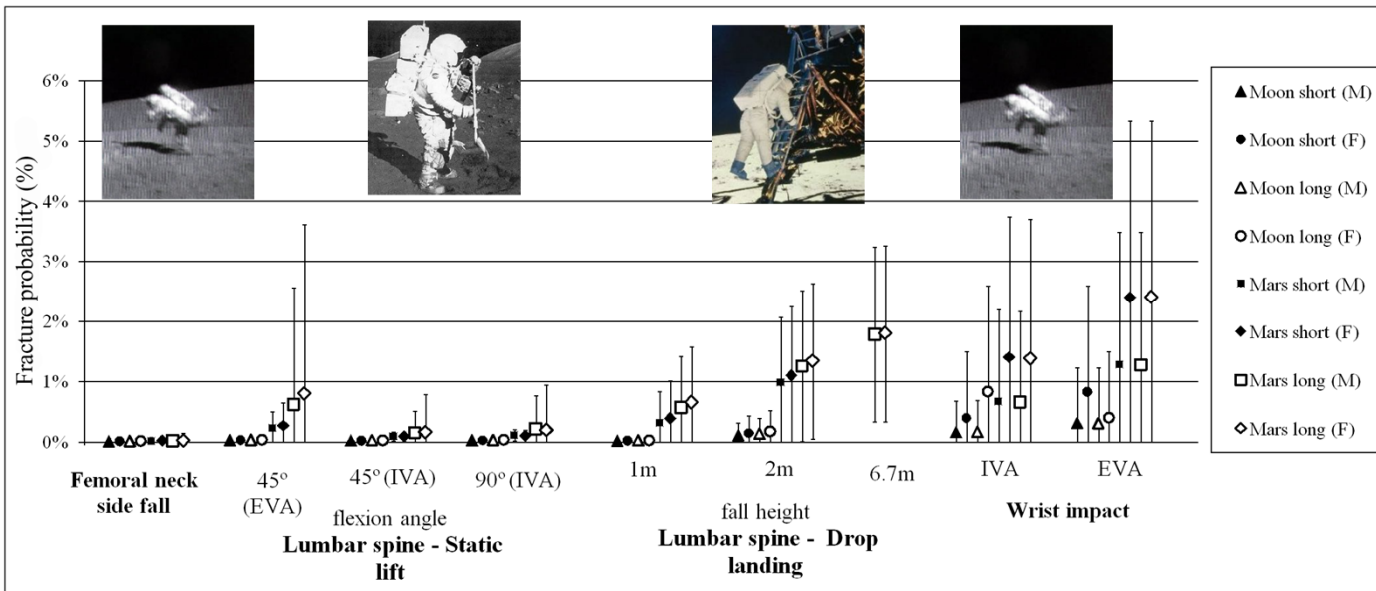 Fracture probability (%)
6%
5%
4%
3%
2%
1%
0%
Femoral neck
side fall
45°
(EVA)
45° (IVA)
90° (IVA)
flexion angle
Lumbar spine - Static
lift
1m
2m
6.7m
fall height
Lumbar spine - Drop
landing
IVA
EVA
Wrist impact
Moon short (M)
Moon short (F)
Moon long (M)
Moon long (F)
Mars short (M)
Mars short (F)
Mars long (M)
Mars long (F)